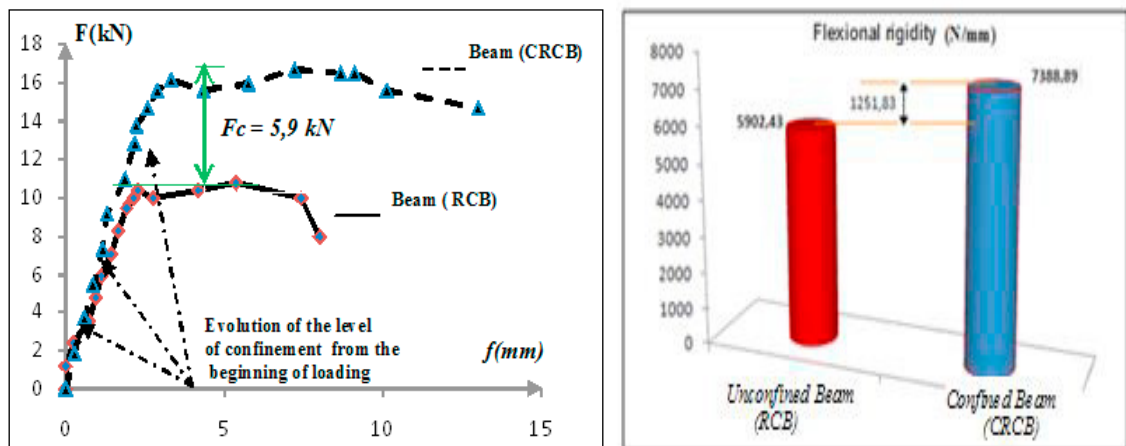 F(kN)
18
16
14
12
10
8
6
4
2
0
Beam (CRCB)
Fc = 5,9 kN
Beam ( RCB)
Evolution of the level
of confinement from the
beginning of loading
f(mm)
0
5
10
15
Flexional rigidity (N/mm)
8000
7000
6000
5000
4000
3000
2000
1000
0
7388,89
1251,83
5902,43
Unconfined Beam
(RCB)
Confined Beam
(CRCB)